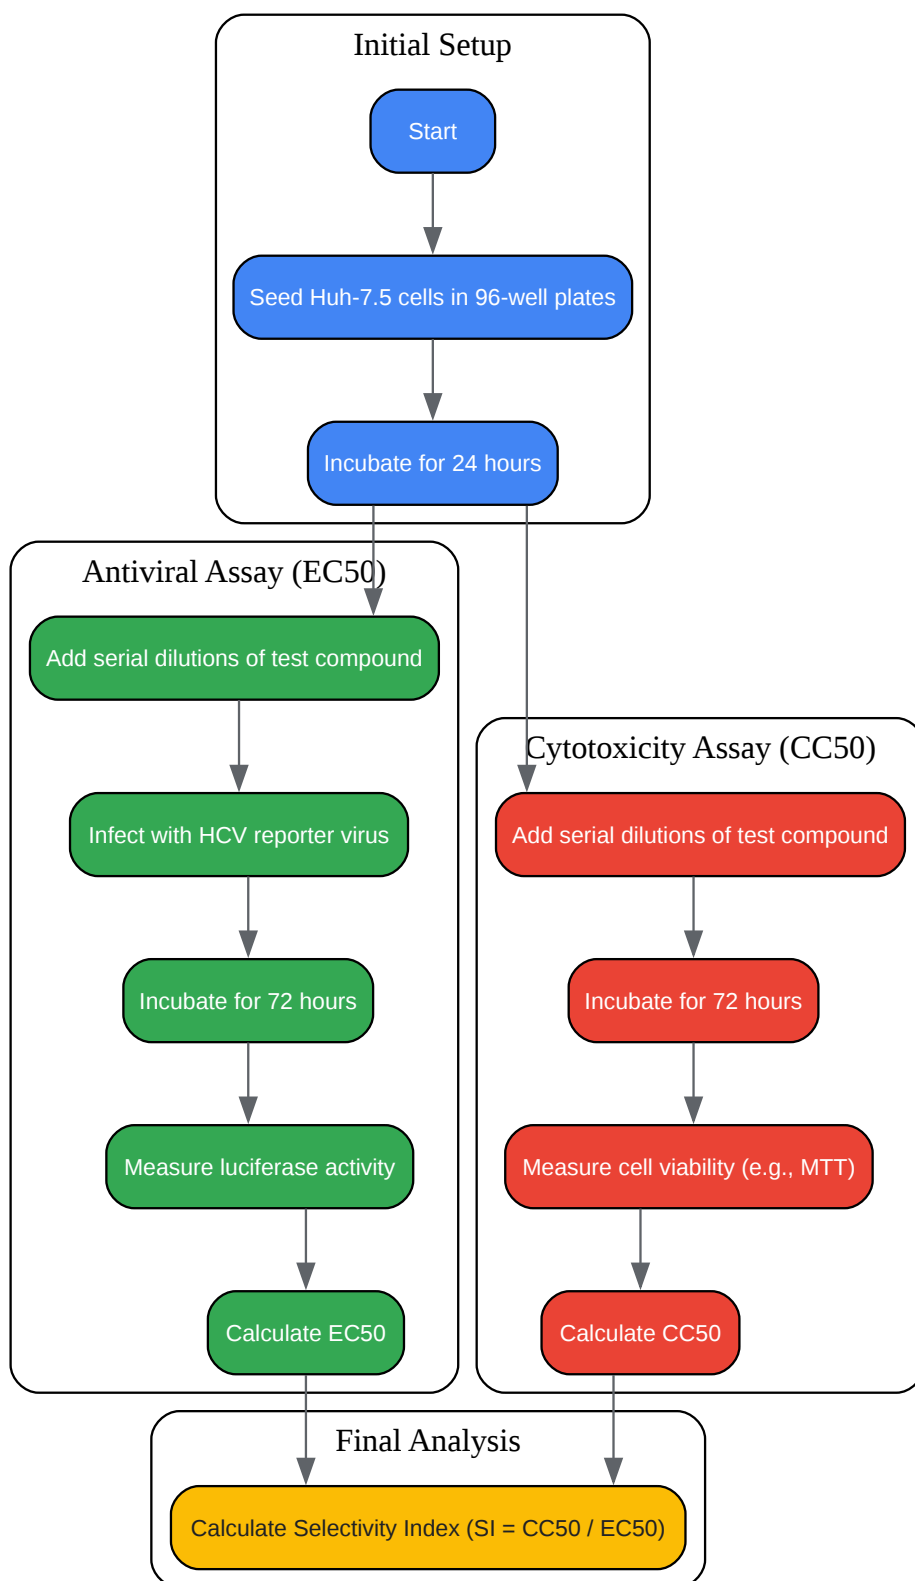 Initial Setup
Start
Seed Huh-7.5 cells in 96-well plates
Incubate for 24 hours
Antiviral Assay (EC50)
Add serial dilutions of test compound
Infect with HCV reporter virus
Incubate for 72 hours
Measure luciferase activity
Calculate EC50
Cytotoxicity Assay (CC50)
Add serial dilutions of test compound
Incubate for 72 hours
Measure cell viability (e.g., MTT)
Calculate CC50
Final Analysis
Calculate Selectivity Index (SI = CC50 / EC50)